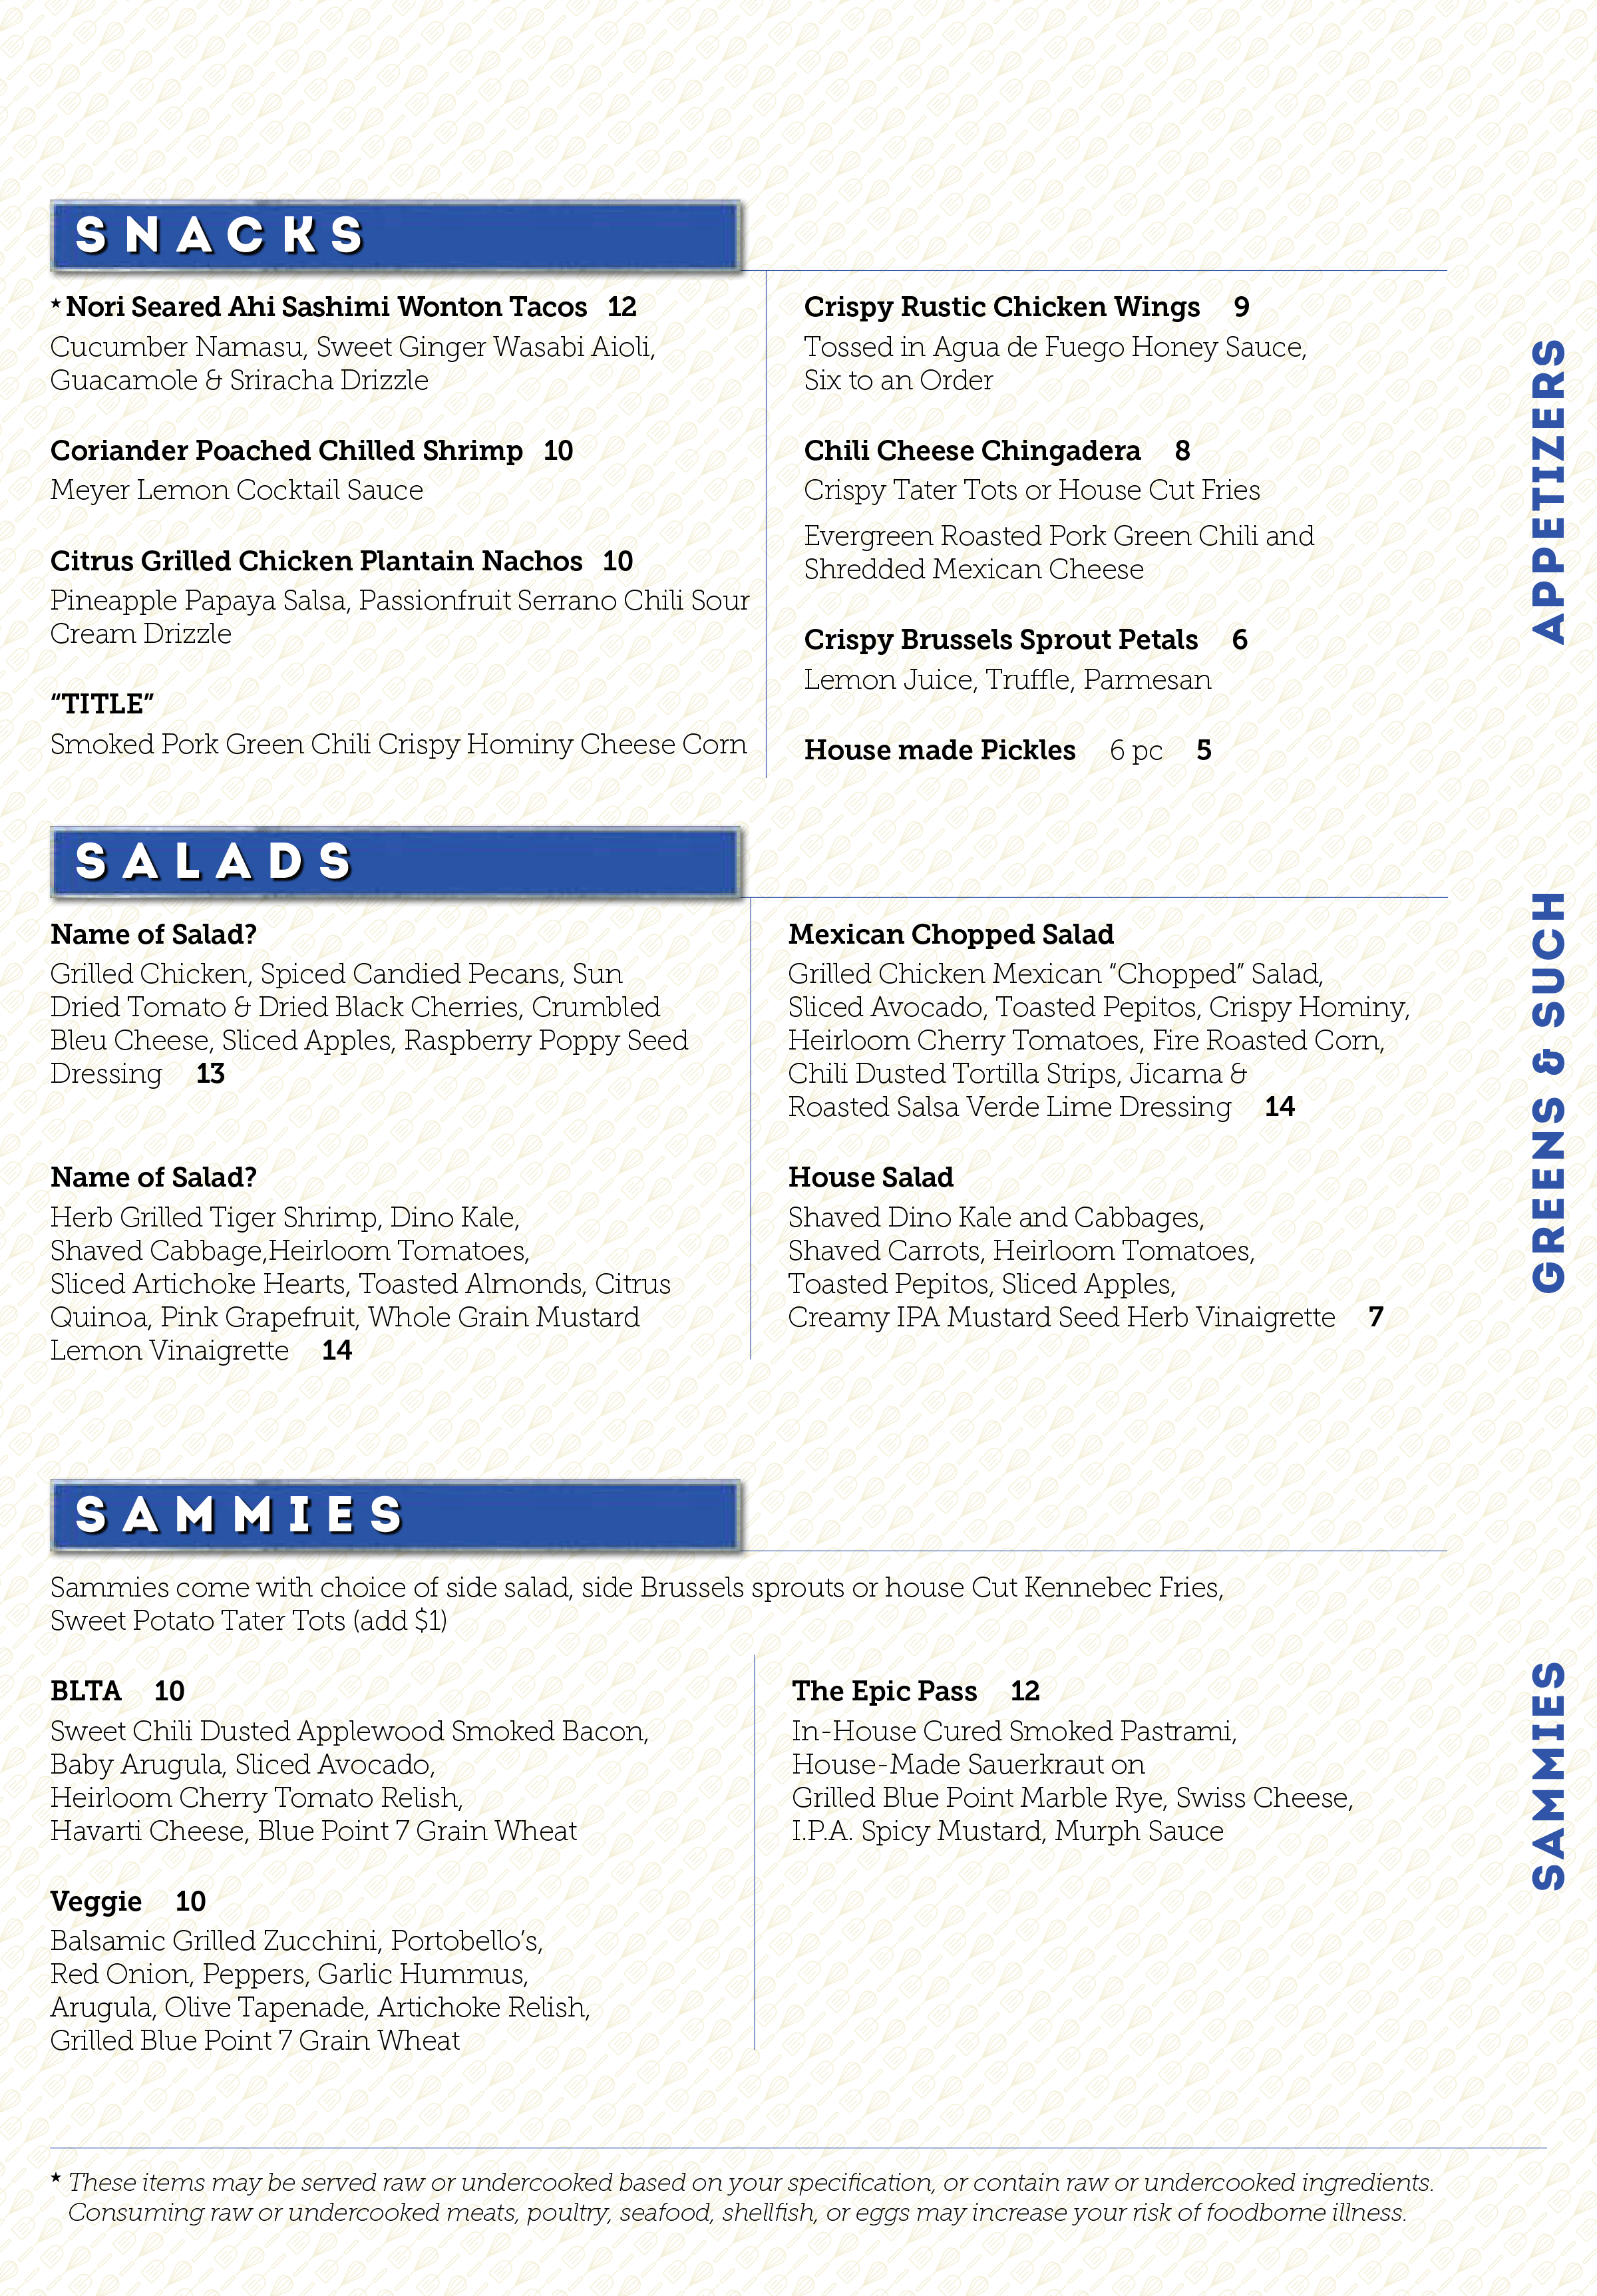 SNACKS
★ Nori Seared Ahi Sashimi Wonton Tacos 12
Cucumber Namasu, Sweet Ginger Wasabi Aioli,
Guacamole & Sriracha Drizzle
Coriander Poached Chilled Shrimp 10
Meyer Lemon Cocktail Sauce
Citrus Grilled Chicken Plantain Nachos 10
Pineapple Papaya Salsa, Passionfruit Serrano Chili Sour
Cream Drizzle
“TITLE”
Smoked Pork Green Chili Crispy Hominy Cheese Corn
Crispy Rustic Chicken Wings 9
Tossed in Agua de Fuego Honey Sauce,
Six to an Order
Chili Cheese Chingadera 8
Crispy Tater Tots or House Cut Fries
Evergreen Roasted Pork Green Chili and
Shredded Mexican Cheese
Crispy Brussels Sprout Petals 6
Lemon Juice, Truffle, Parmesan
House made Pickles 6 pc 5
APPETIZERS
SALADS
Name of Salad?
Grilled Chicken, Spiced Candied Pecans, Sun
Dried Tomato & Dried Black Cherries, Crumbled
Bleu Cheese, Sliced Apples, Raspberry Poppy Seed
Dressing 13
Name of Salad?
Herb Grilled Tiger Shrimp, Dino Kale,
Shaved Cabbage,Heirloom Tomatoes,
Sliced Artichoke Hearts, Toasted Almonds, Citrus
Quinoa, Pink Grapefruit, Whole Grain Mustard
Lemon Vinaigrette 14
Mexican Chopped Salad
Grilled Chicken Mexican “Chopped” Salad,
Sliced Avocado, Toasted Pepitos, Crispy Hominy,
Heirloom Cherry Tomatoes, Fire Roasted Corn,
Chili Dusted Tortilla Strips, Jicama &
Roasted Salsa Verde Lime Dressing 14
House Salad
Shaved Dino Kale and Cabbages,
Shaved Carrots, Heirloom Tomatoes,
Toasted Pepitos, Sliced Apples,
Creamy IPA Mustard Seed Herb Vinaigrette 7
GREENS & SUCH
SAMMIES
Sammies come with choice of side salad, side Brussels sprouts or house Cut Kennebec Fries,
Sweet Potato Tater Tots (add $1)
BLTA 10
Sweet Chili Dusted Applewood Smoked Bacon,
Baby Arugula, Sliced Avocado,
Heirloom Cherry Tomato Relish,
Havarti Cheese, Blue Point 7 Grain Wheat
Veggie 10
Balsamic Grilled Zucchini, Portobello’s,
Red Onion, Peppers, Garlic Hummus,
Arugula, Olive Tapenade, Artichoke Relish,
Grilled Blue Point 7 Grain Wheat
The Epic Pass 12
In-House Cured Smoked Pastrami,
House-Made Sauerkraut on
Grilled Blue Point Marble Rye, Swiss Cheese,
I.P.A. Spicy Mustard, Murph Sauce
SAMMIES
★ These items may be served raw or undercooked based on your specification, or contain raw or undercooked ingredients.
Consuming raw or undercooked meats, poultry, seafood, shellfish, or eggs may increase your risk of foodborne illness.